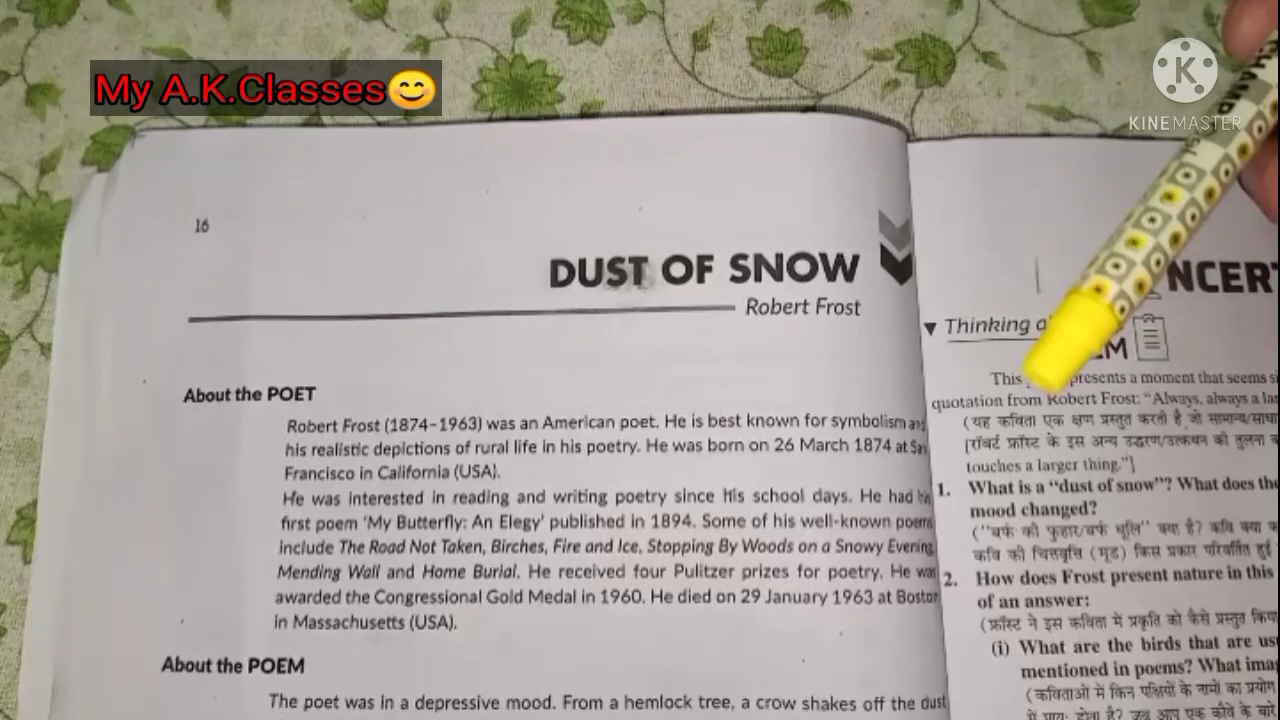 My A.K.Classes😊
KINEMASTER
16
DUST OF SNOW
Robert Frost
About the POET
Robert Frost (1874–1963) was an American poet. He is best known for symbolism and
his realistic depictions of rural life in his poetry. He was born on 26 March 1874 at San
Francisco in California (USA).
He was interested in reading and writing poetry since his school days. He had his
first poem 'My Butterfly: An Elegy' published in 1894. Some of his well-known poems
include The Road Not Taken, Birches, Fire and Ice, Stopping By Woods on a Snowy Evening
Mending Wall and Home Burial. He received four Pulitzer prizes for poetry. He was
awarded the Congressional Gold Medal in 1960. He died on 29 January 1963 at Boston
in Massachusetts (USA).
About the POEM
The poet was in a depressive mood. From a hemlock tree, a crow shakes off the dust
NCERT
Thinking
This presents a moment that seems
quotation from Robert Frost: "Always, always a
(यह कविता एक क्षण प्रस्तुत करती है, जो
[रॉबर्ट फ्रॉस्ट के इस अन्य उद्धरण/उत्कथन की तुलना
touches a larger thing."]
1. What is a "dust of snow"? What does the
mood changed?
("बर्फ की फुहार/बर्फ धूलि" क्या है? कवि क्या
कवि की चित्तवृत्ति (मूड) किस प्रकार परिवर्तित हुई
2. How does Frost present nature in this
of an answer:
(फ्रॉस्ट ने इस कविता में प्रकृति को कैसे प्रस्तुत
(i) What are the birds that are
mentioned in poems? What
(कविताओं में किन पक्षियों के नामों का प्रयोग